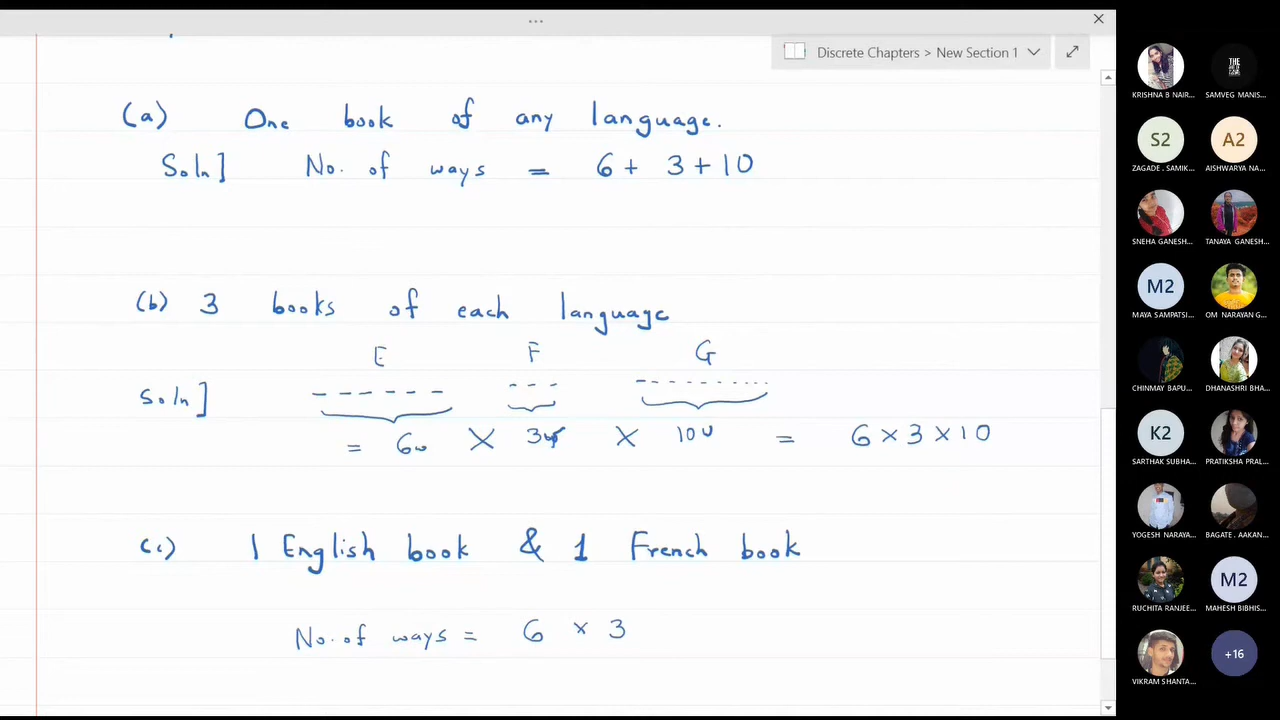 Discrete Chapters > New Section 1
(a) One book of any language.
Soln] No. of ways = 6 + 3 + 10
(b) 3 books of each language
E F G
Soln]
= 6 × 3 × 10 = 6 × 3 × 10
(c) 1 English book & 1 French book
No. of ways = 6 × 3
KRISHNA B NAIR...
SAMVEG MANIS...
S2
A2
ZAGADE . SAMIK...
AISHWARYA NA...
SNEHA GANESH...
TANAYA GANESH...
M2
MAYA SAMPATSI...
OM NARAYAN G...
CHINMAY BAPU...
DHANASHRI BHA...
K2
SARTHAK SUBHA...
PRATIKSHA PRAL...
YOGESH NARAYA...
BAGATE. AAKAN...
M2
RUCHITA RANJEE...
MAHESH BIBHIS...
+16
VIKRAM SHANTA...